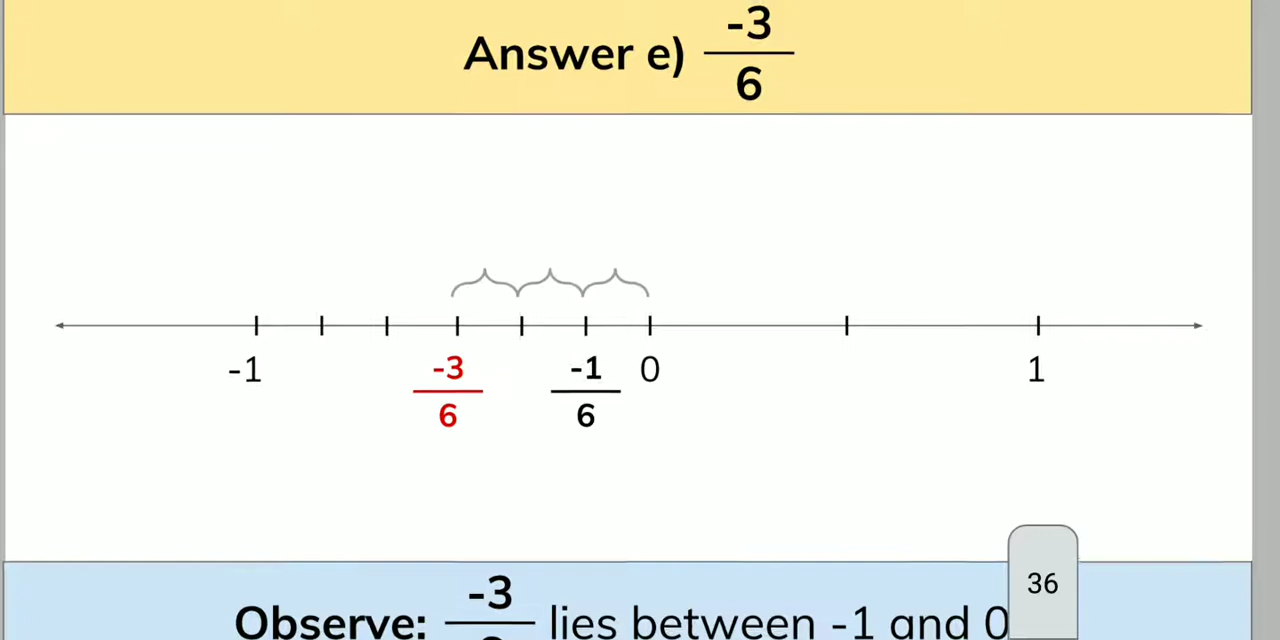 Answer e) -3/6
-1 -3/6 -1/6 0 1
36
Observe: -3/ lies between -1 and 0